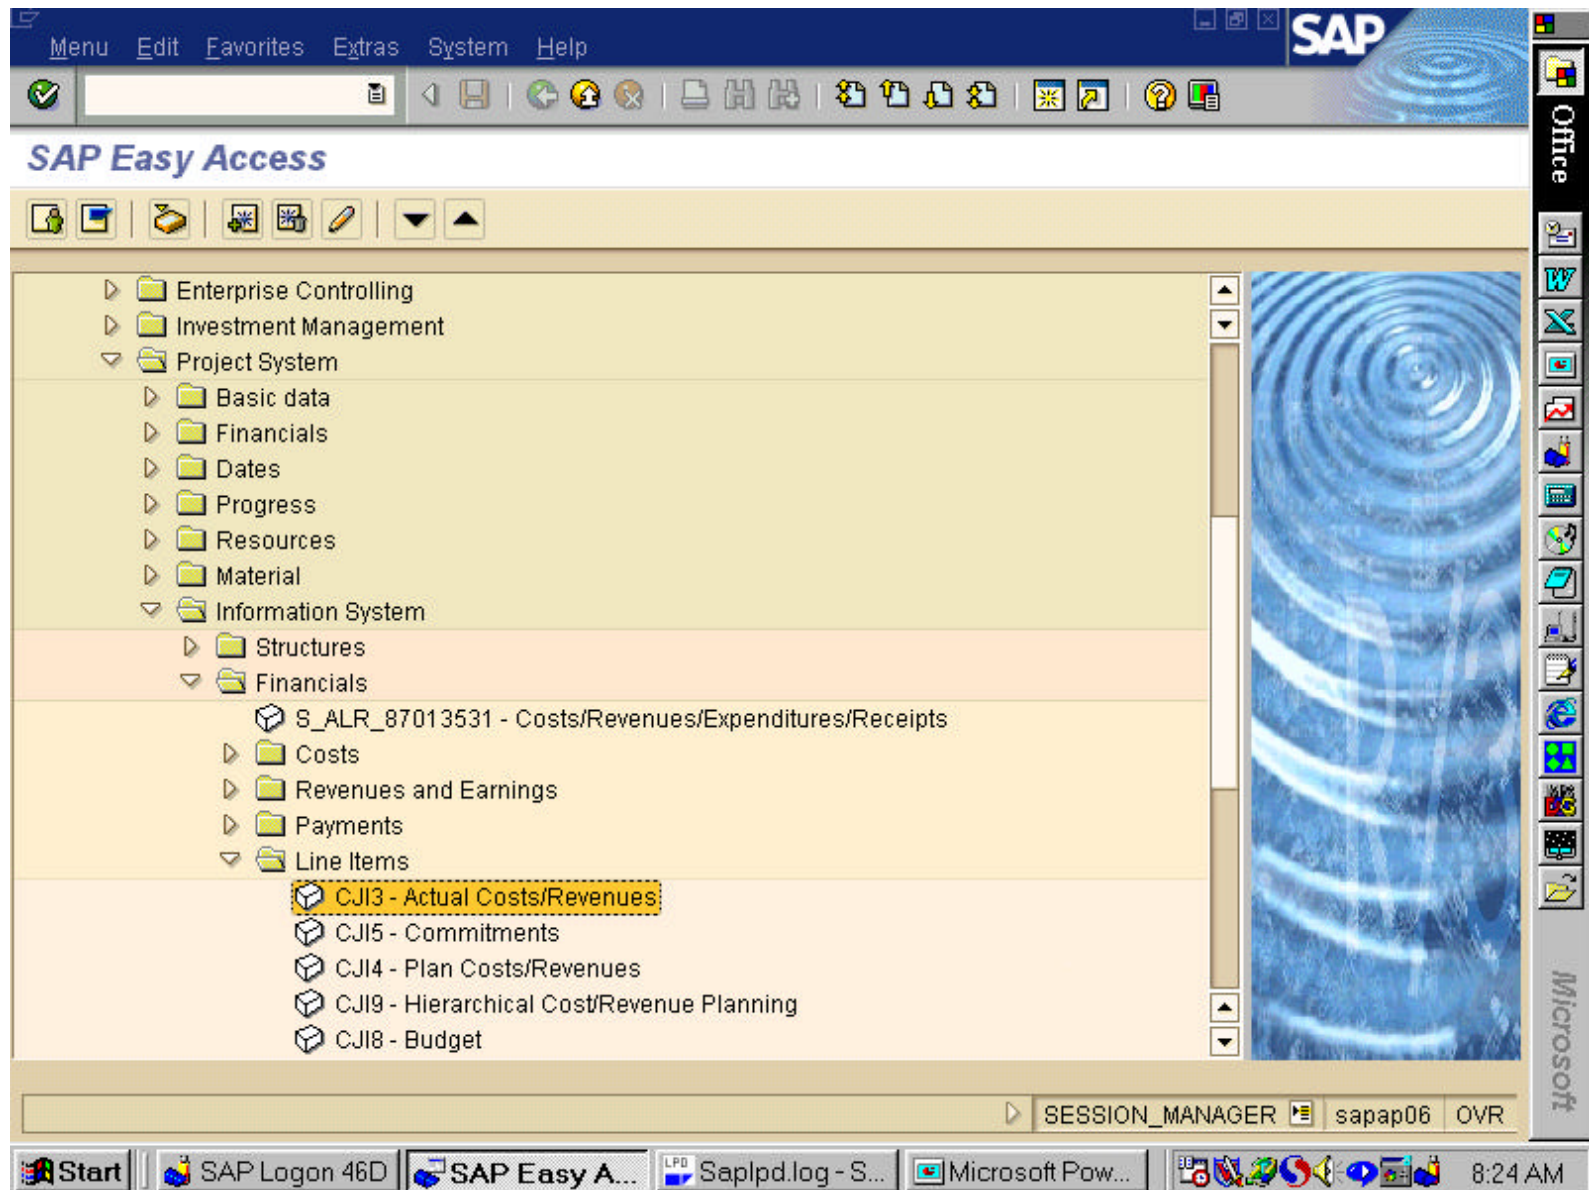 Menu Edit Favorites Extras System Help
SAP
SAP Easy Access
Office
Enterprise Controlling
Investment Management
Project System
Basic data
Financials
Dates
Progress
Resources
Material
Information System
Structures
Financials
S_ALR_87013531 - Costs/Revenues/Expenditures/Receipts
Costs
Revenues and Earnings
Payments
Line Items
CJI3 - Actual Costs/Revenues
CJI5 - Commitments
CJI4 - Plan Costs/Revenues
CJI9 - Hierarchical Cost/Revenue Planning
CJI8 - Budget
Microsoft
SESSION_MANAGER sapap06 OVR
Start SAP Logon 46D SAP Easy A... Saplpd.log - S... Microsoft Pow... 8:24 AM